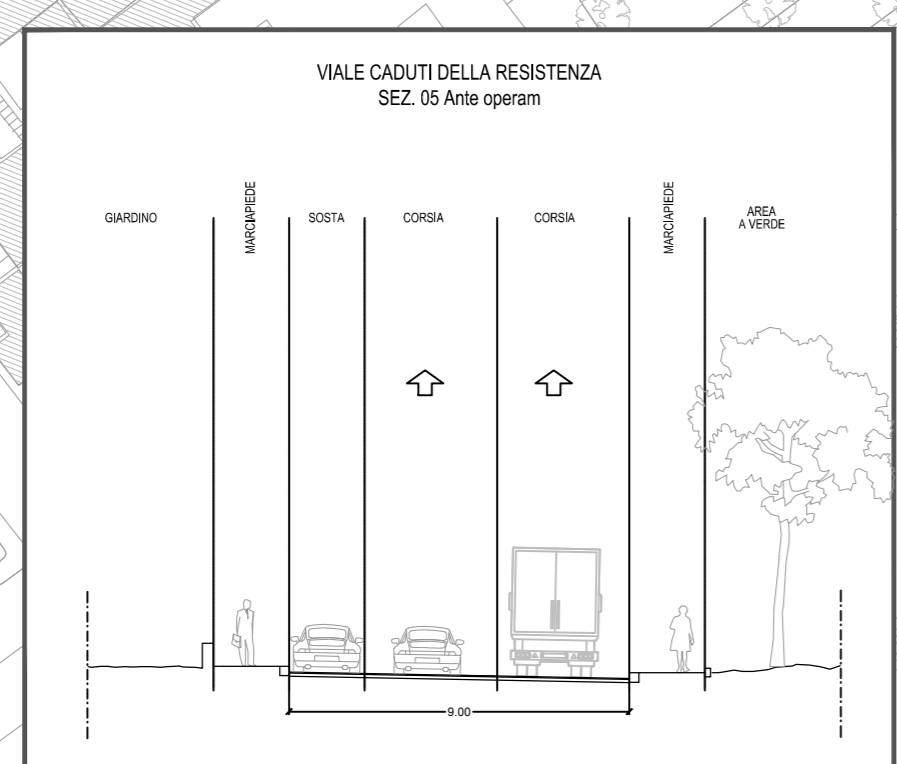 VIALE CADUTI DELLA RESISTENZA
SEZ. 05 Ante operam
GIARDINO
MARCIAPIEDE
SOSTA
CORSIA
CORSIA
MARCIAPIEDE
AREA
A VERDE
9.00